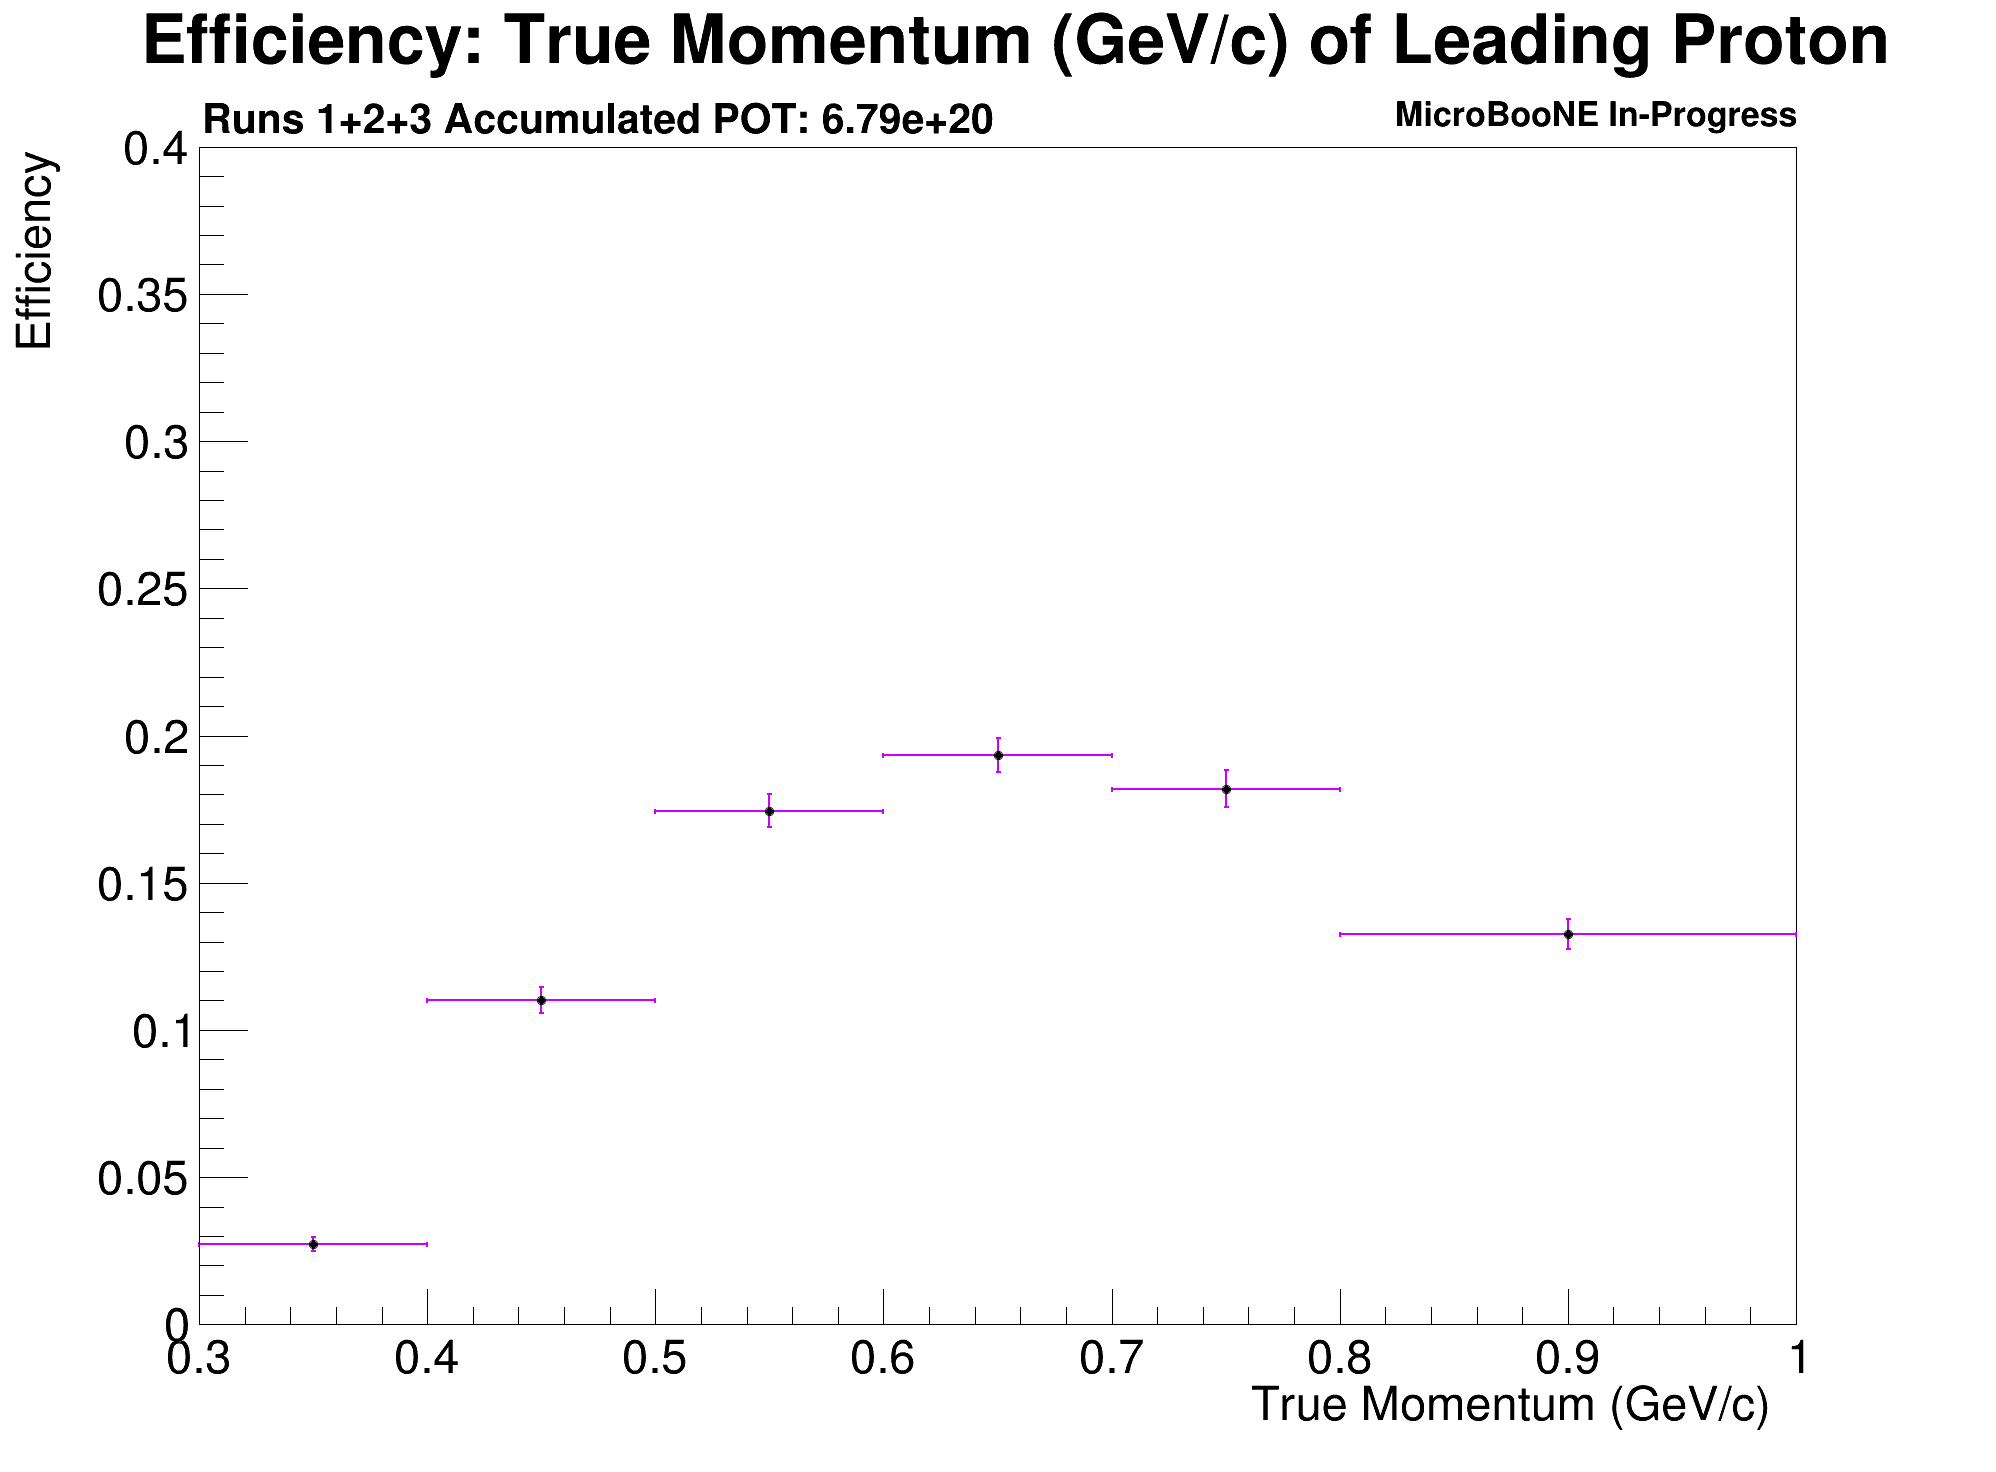 Efficiency: True Momentum (GeV/c) of Leading Proton
Runs 1+2+3 Accumulated POT: 6.79e+20
MicroBooNE In-Progress
Efficiency
0.4
0.35
0.3
0.25
0.2
0.15
0.1
0.05
0
0.3 0.4 0.5 0.6 0.7 0.8 0.9 1
True Momentum (GeV/c)